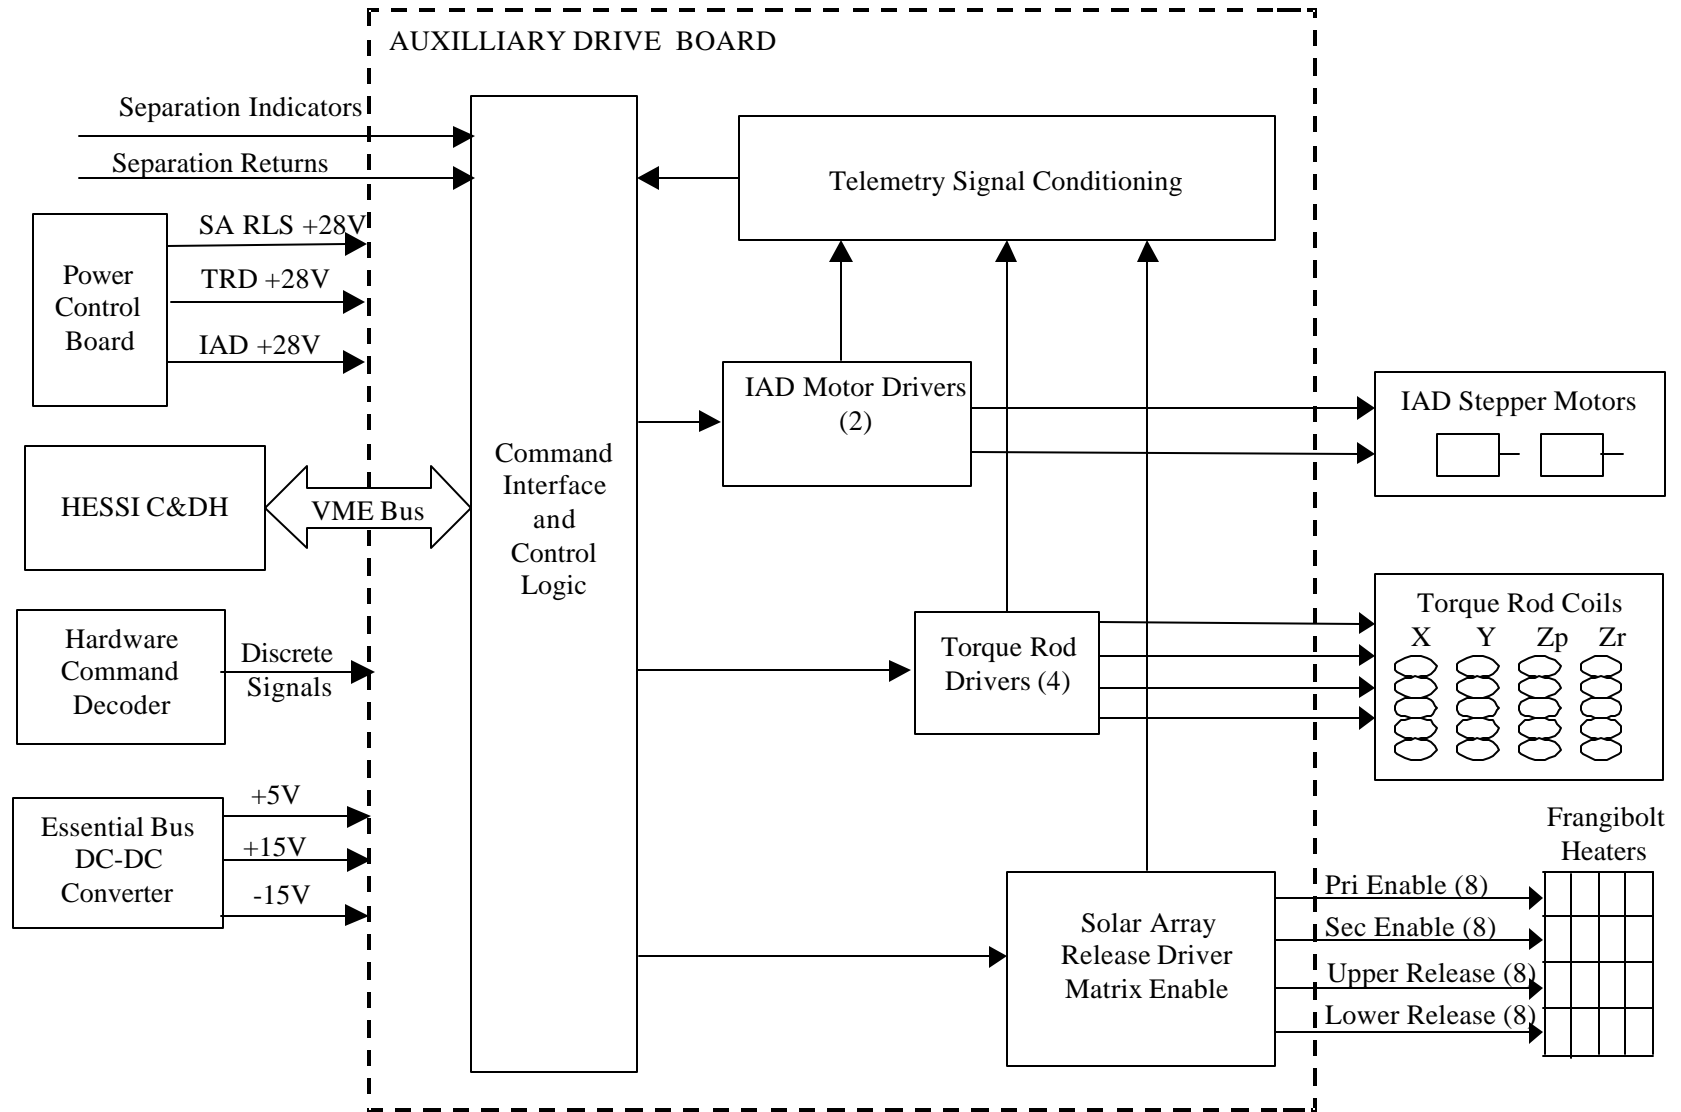 AUXILLIARY DRIVE BOARD
Separation Indicators
Separation Returns
Telemetry Signal Conditioning
SA RLS +28V
TRD +28V
IAD +28V
Power
Control
Board
IAD Motor Drivers
(2)
IAD Stepper Motors
Command
Interface
and
Control
Logic
HESSI C&DH
VME Bus
Torque Rod Coils
X Y Zp Zr
Hardware
Command
Decoder
Discrete
Signals
Torque Rod
Drivers (4)
+5V
+15V
-15V
Essential Bus
DC-DC
Converter
Frangibolt
Heaters
Solar Array
Release Driver
Matrix Enable
Pri Enable (8)
Sec Enable (8)
Upper Release (8)
Lower Release (8)